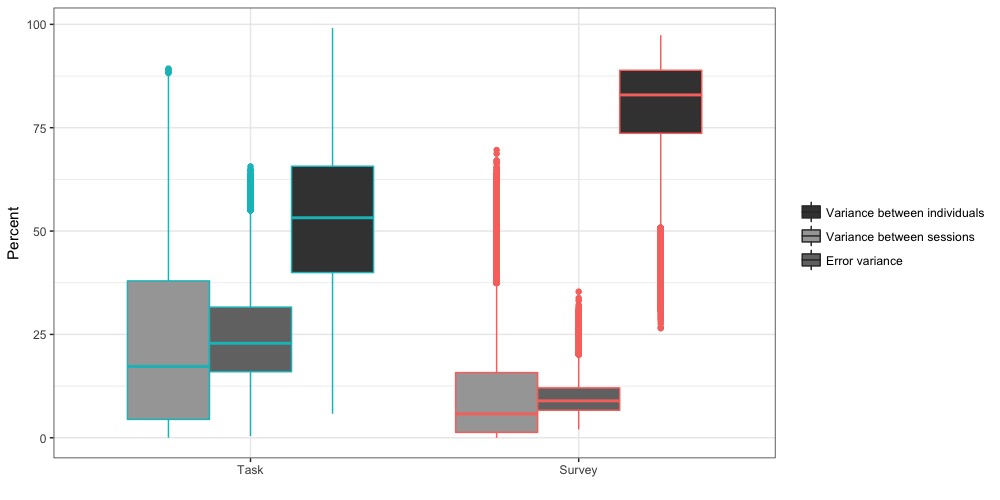 100
75
50
25
0
Percent
Task
Survey
Variance between individuals
Variance between sessions
Error variance